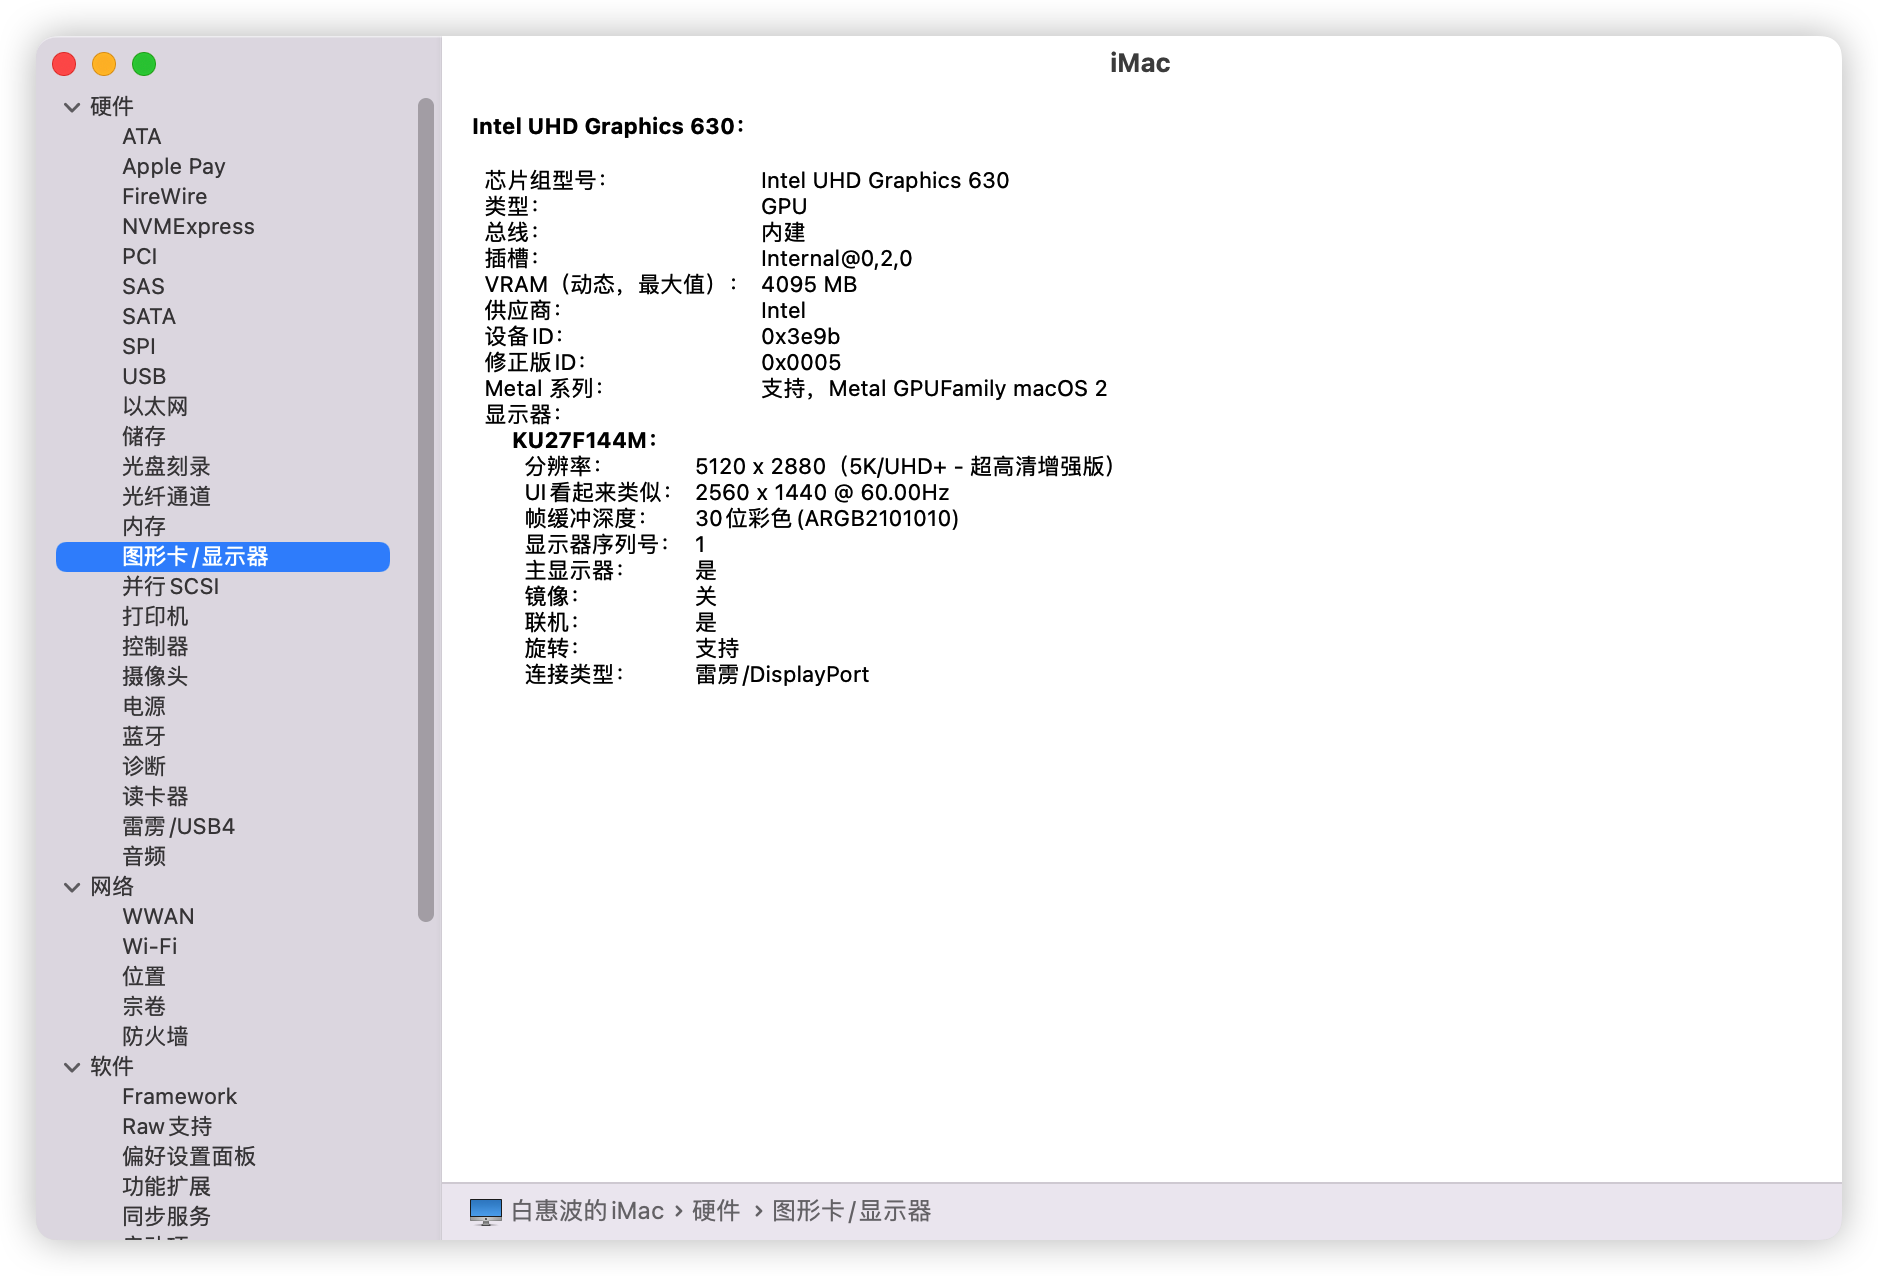 iMac
硬件
ATA
Apple Pay
FireWire
NVMExpress
PCI
SAS
SATA
SPI
USB
以太网
储存
光盘刻录
光纤通道
内存
图形卡/显示器
并行SCSI
打印机
控制器
摄像头
电源
蓝牙
诊断
读卡器
雷雳/USB4
音频
网络
WWAN
Wi-Fi
位置
宗卷
防火墙
软件
Framework
Raw支持
偏好设置面板
功能扩展
同步服务
Intel UHD Graphics 630：
芯片组型号： Intel UHD Graphics 630
类型： GPU
总线： 内建
插槽： Internal@0,2,0
VRAM（动态，最大值）： 4095 MB
供应商： Intel
设备ID： 0x3e9b
修正版ID： 0x0005
Metal 系列： 支持，Metal GPUFamily macOS 2
显示器：
KU27F144M：
分辨率： 5120 x 2880（5K/UHD+ - 超高清增强版）
UI看起来类似： 2560 x 1440 @ 60.00Hz
帧缓冲深度： 30位彩色(ARGB2101010)
显示器序列号： 1
主显示器： 是
镜像： 关
联机： 是
旋转： 支持
连接类型： 雷雳/DisplayPort
白惠波的iMac › 硬件 › 图形卡/显示器